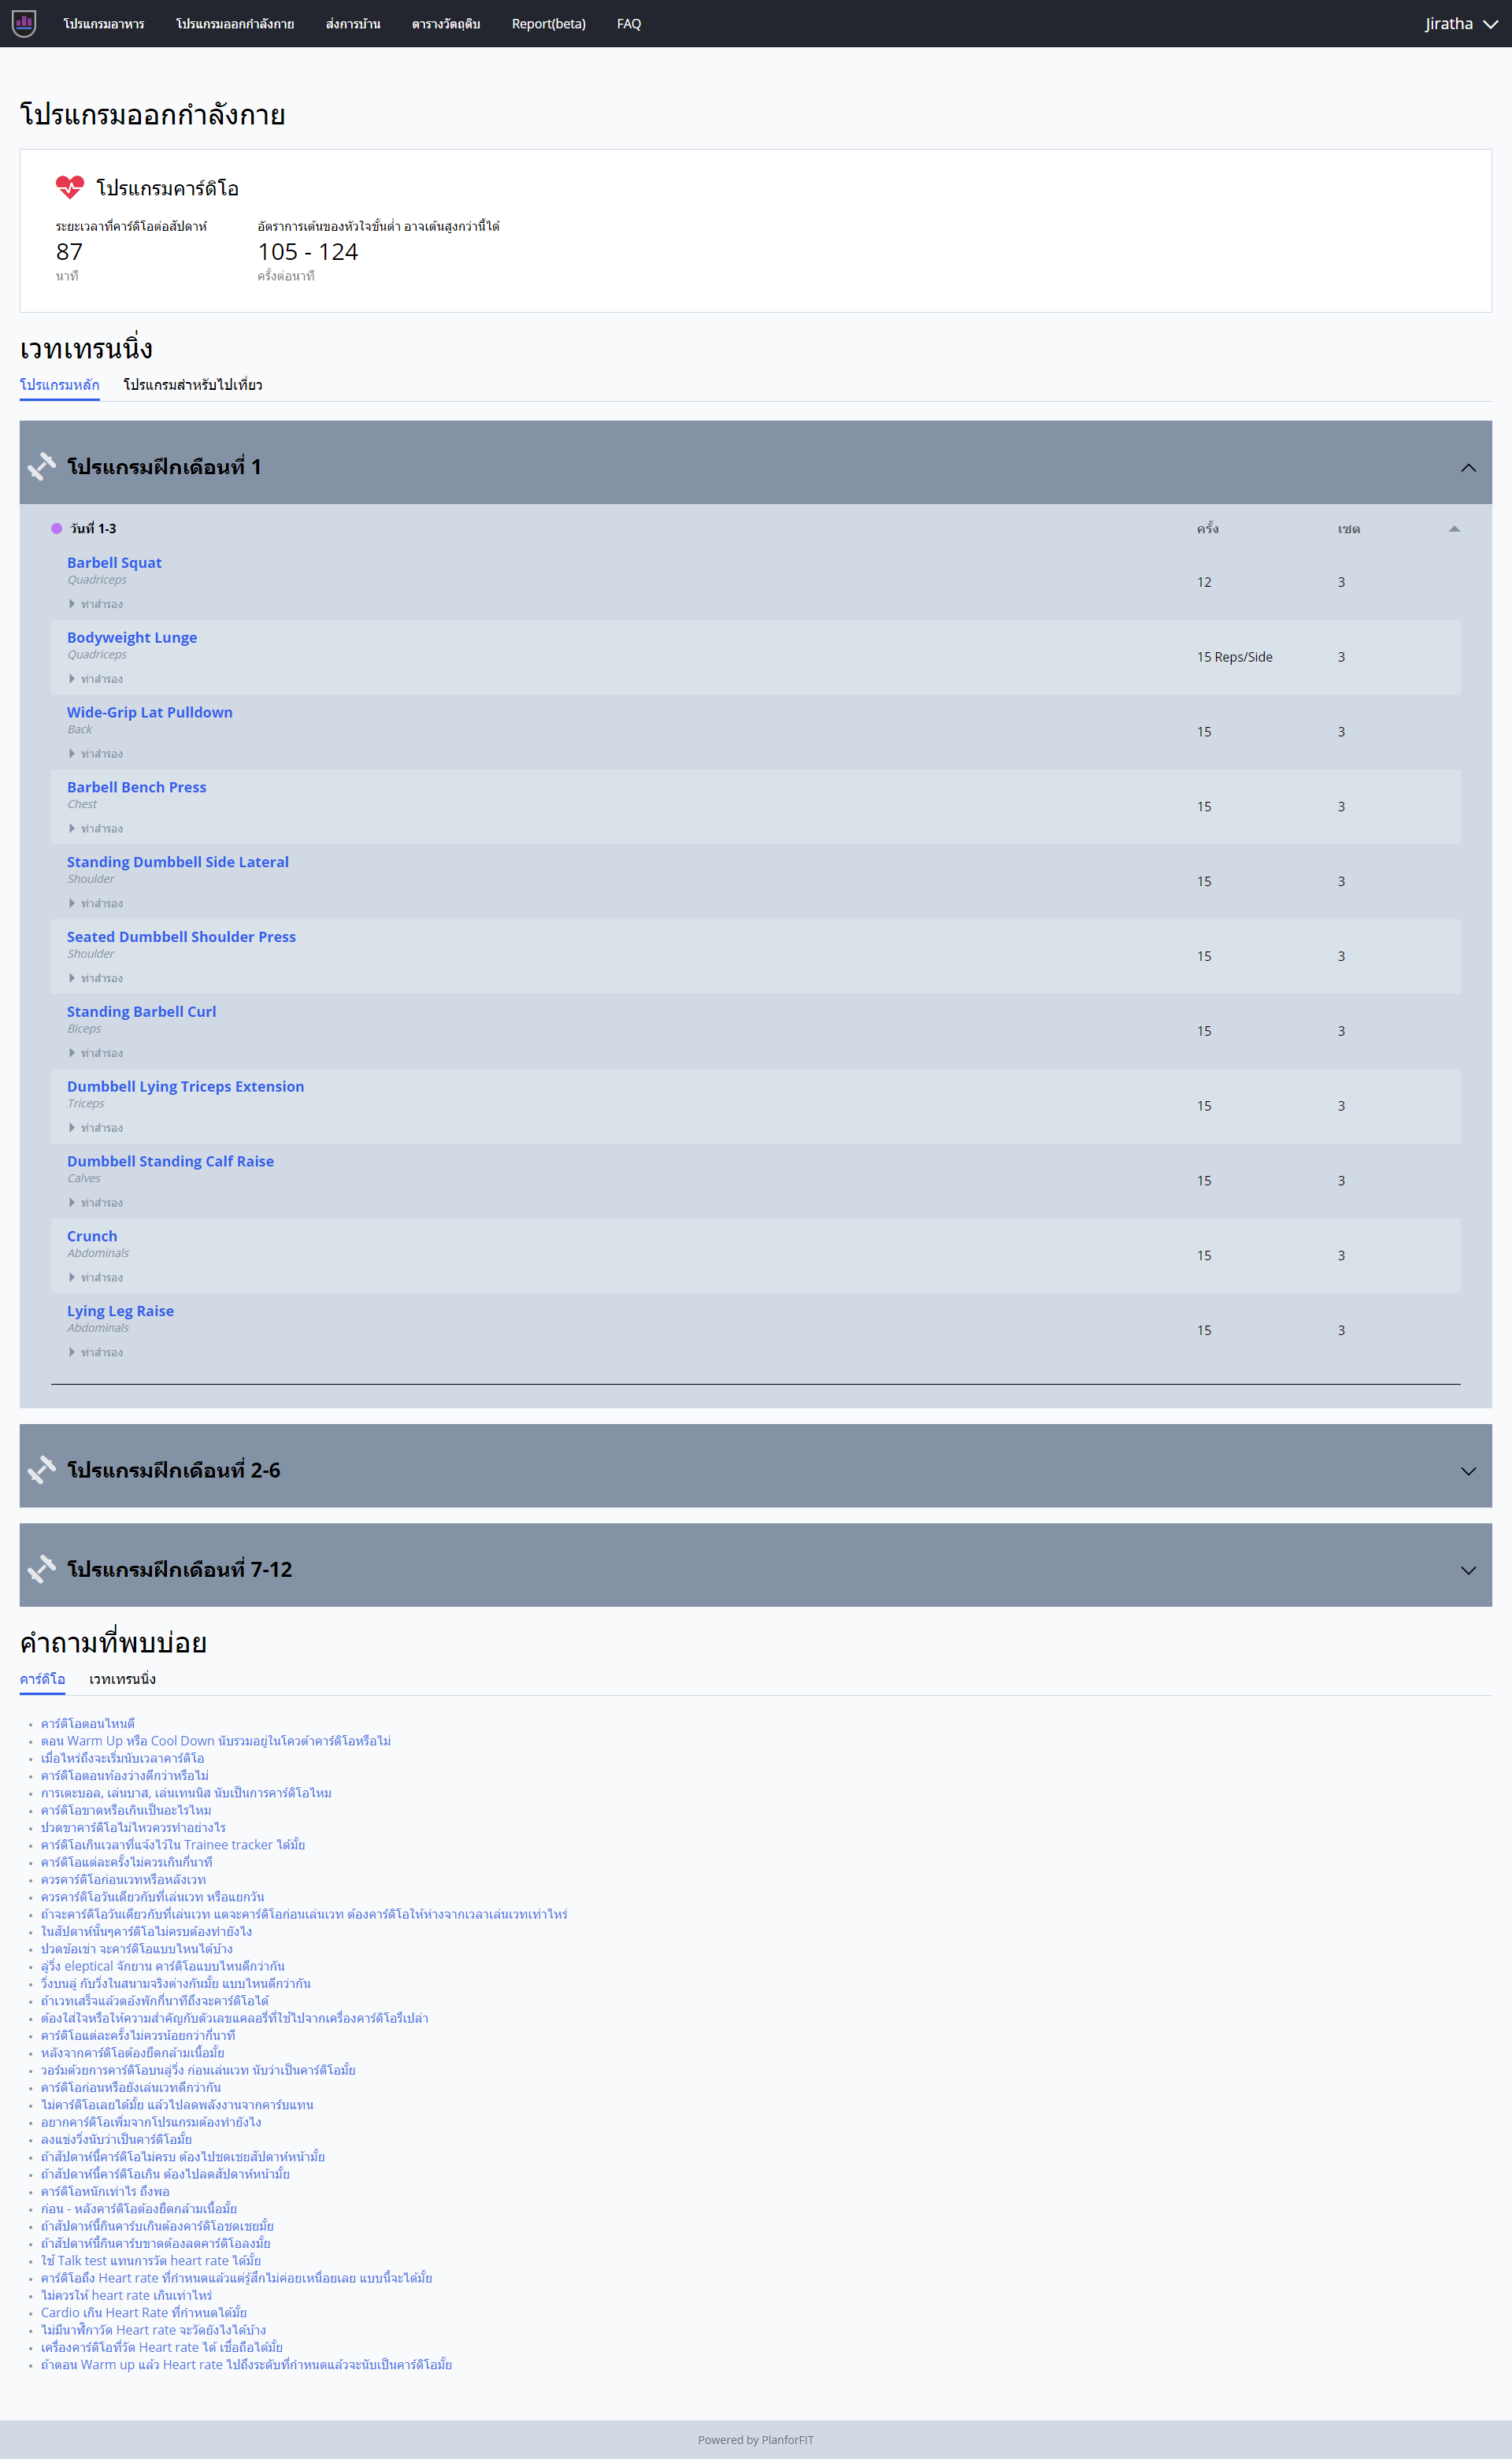 โปรแกรมอาหาร โปรแกรมออกกำลังกาย ส่งการบ้าน ตารางวัตถุดิบ Report(beta) FAQ Jiratha
โปรแกรมออกกำลังกาย
โปรแกรมคาร์ดิโอ
ระยะเวลาที่คาร์ดิโอต่อสัปดาห์ อัตราการเต้นของหัวใจขั้นต่ำ อาจเต้นสูงกว่านี้ได้
87 105 - 124
นาที ครั้งต่อนาที
เวทเทรนนิ่ง
โปรแกรมหลัก โปรแกรมสำหรับไปเที่ยว
โปรแกรมฝึกเดือนที่ 1
วันที่ 1-3 ครั้ง เซต
Barbell Squat
Quadriceps
12 3
ท่าสำรอง
Bodyweight Lunge
Quadriceps
15 Reps/Side 3
ท่าสำรอง
Wide-Grip Lat Pulldown
Back
15 3
ท่าสำรอง
Barbell Bench Press
Chest
15 3
ท่าสำรอง
Standing Dumbbell Side Lateral
Shoulder
15 3
ท่าสำรอง
Seated Dumbbell Shoulder Press
Shoulder
15 3
ท่าสำรอง
Standing Barbell Curl
Biceps
15 3
ท่าสำรอง
Dumbbell Lying Triceps Extension
Triceps
15 3
ท่าสำรอง
Dumbbell Standing Calf Raise
Calves
15 3
ท่าสำรอง
Crunch
Abdominals
15 3
ท่าสำรอง
Lying Leg Raise
Abdominals
15 3
ท่าสำรอง
โปรแกรมฝึกเดือนที่ 2-6
โปรแกรมฝึกเดือนที่ 7-12
คำถามที่พบบ่อย
คาร์ดิโอ เวทเทรนนิ่ง
คาร์ดิโอตอนไหนดี
ตอน Warm Up หรือ Cool Down นับรวมอยู่ในโควต้าคาร์ดิโอหรือไม่
เมื่อไหร่ถึงจะเริ่มนับเวลาคาร์ดิโอ
คาร์ดิโอตอนท้องว่างดีกว่าหรือไม่
การเตะบอล, เล่นบาส, เล่นเทนนิส นับเป็นการคาร์ดิโอไหม
คาร์ดิโอขาดหรือเกินเป็นอะไรไหม
ปวดขาคาร์ดิโอไม่ไหวควรทำอย่างไร
คาร์ดิโอเกินเวลาที่แจ้งไว้ใน Trainee tracker ได้มั้ย
คาร์ดิโอแต่ละครั้งไม่ควรเกินกี่นาที
ควรคาร์ดิโอก่อนเวทหรือหลังเวท
ควรคาร์ดิโอวันเดียวกับที่เล่นเวท หรือแยกวัน
ถ้าจะคาร์ดิโอวันเดียวกับที่เล่นเวท แตจะคาร์ดิโอก่อนเล่นเวท ต้องคาร์ดิโอให้ห่างจากเวลาเล่นเวทเท่าไหร่
ในสัปดาห์นั้นๆคาร์ดิโอไม่ครบต้องทำยังไง
ปวดข้อเข่า จะคาร์ดิโอแบบไหนได้บ้าง
ลู่วิ่ง eleptical จักยาน คาร์ดิโอแบบไหนดีกว่ากัน
วิ่งบนลู่ กับวิ่งในสนามจริงต่างกันมั้ย แบบไหนดีกว่ากัน
ถ้าเวทเสร็จแล้วตอ้งพักกี่นาทีถึงจะคาร์ดิโอได้
ต้องใส่ใจหรือให้ความสำคัญกับตัวเลขแคลอรี่ที่ใช้ไปจากเครื่องคาร์ดิโอรึเปล่า
คาร์ดิโอแต่ละครั้งไม่ควรน้อยกว่ากี่นาที
หลังจากคาร์ดิโอต้องยืดกล้ามเนื้อมั้ย
วอร์มด้วยการคาร์ดิโอบนลู่วิ่ง ก่อนเล่นเวท นับว่าเป็นคาร์ดิโอมั้ย
คาร์ดิโอก่อนหรือยังเล่นเวทดีกว่ากัน
ไม่คาร์ดิโอเลยได้มั้ย แล้วไปลดพลังงานจากคาร์บแทน
อยากคาร์ดิโอเพิ่มจากโปรแกรมต้องทำยังไง
ลงแข่งวิ่งนับว่าเป็นคาร์ดิโอมั้ย
ถ้าสัปดาห์นี้คาร์ดิโอไม่ครบ ต้องไปชดเชยสัปดาห์หน้ามั้ย
ถ้าสัปดาห์นี้คาร์ดิโอเกิน ต้องไปลดสัปดาห์หน้ามั้ย
คาร์ดิโอหนักเท่าไร ถึงพอ
ก่อน - หลังคาร์ดิโอต้องยืดกล้ามเนื้อมั้ย
ถ้าสัปดาห์นี้กินคาร์บเกินต้องคาร์ดิโอชดเชยมั้ย
ถ้าสัปดาห์นี้กินคาร์บขาดต้องลดคาร์ดิโอลงมั้ย
ใช้ Talk test แทนการวัด heart rate ได้มั้ย
คาร์ดิโอถึง Heart rate ที่กำหนดแล้วแต่รู้สึกไม่ค่อยเหนื่อยเลย แบบนี้จะได้มั้ย
ไม่ควรให้ heart rate เกินเท่าไหร่
Cardio เกิน Heart Rate ที่กำหนดได้มั้ย
ไม่มีนาฬิกาวัด Heart rate จะวัดยังไงได้บ้าง
เครื่องคาร์ดิโอที่วัด Heart rate ได้ เชื่อถือได้มั้ย
ถ้าตอน Warm up แล้ว Heart rate ไปถึงระดับที่กำหนดแล้วจะนับเป็นคาร์ดิโอมั้ย
Powered by PlanforFIT